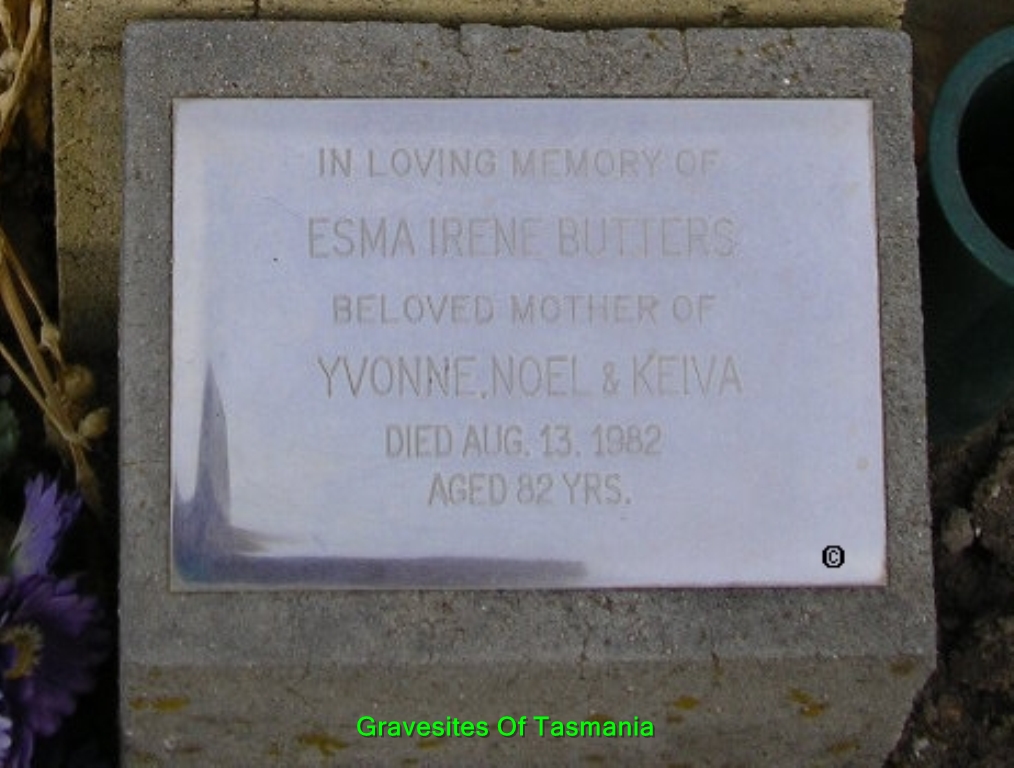 IN LOVING MEMORY OF
ESMA IRENE BUTTERS
BELOVED MOTHER OF
YVONNE, NOEL & KEIVA
DIED AUG. 13. 1982
AGED 82 YRS.
©
Gravesites Of Tasmania